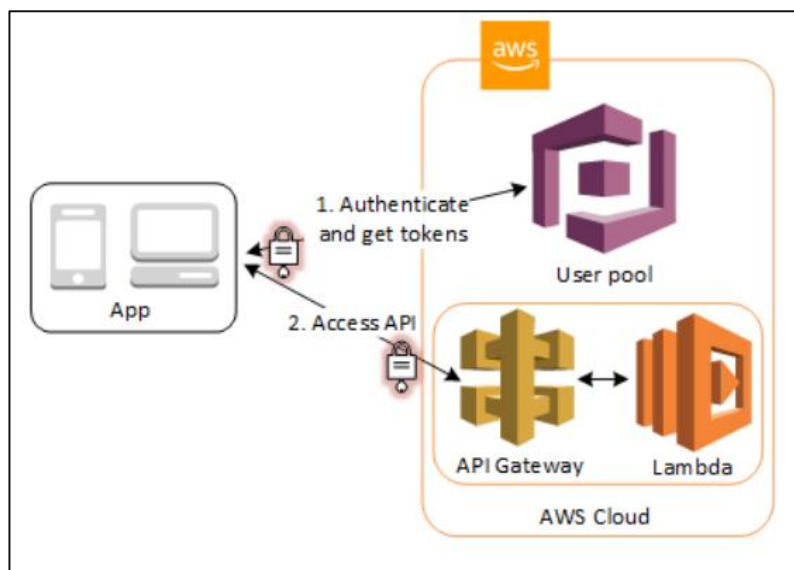 aws
1. Authenticate
and get tokens
User pool
App
2. Access API
API Gateway
Lambda
AWS Cloud